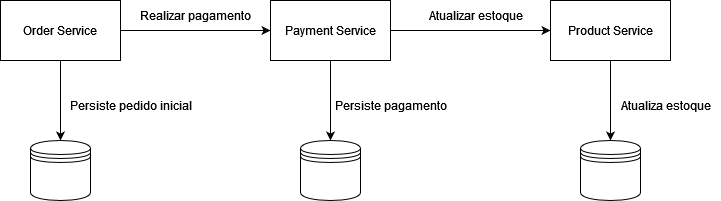 Realizar pagamento
Atualizar estoque
Order Service
Payment Service
Product Service
Persiste pedido inicial
Persiste pagamento
Atualiza estoque